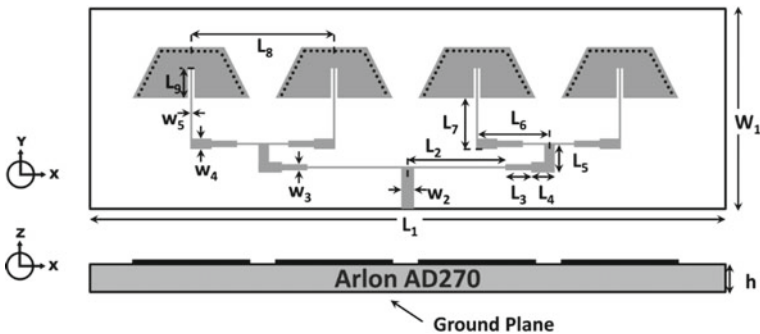 L8
L9
W5
W4
W3
L2
W2
L7
L6
L5
L3 L4
W1
L1
Y
X
Z
X
Arlon AD270
h
Ground Plane